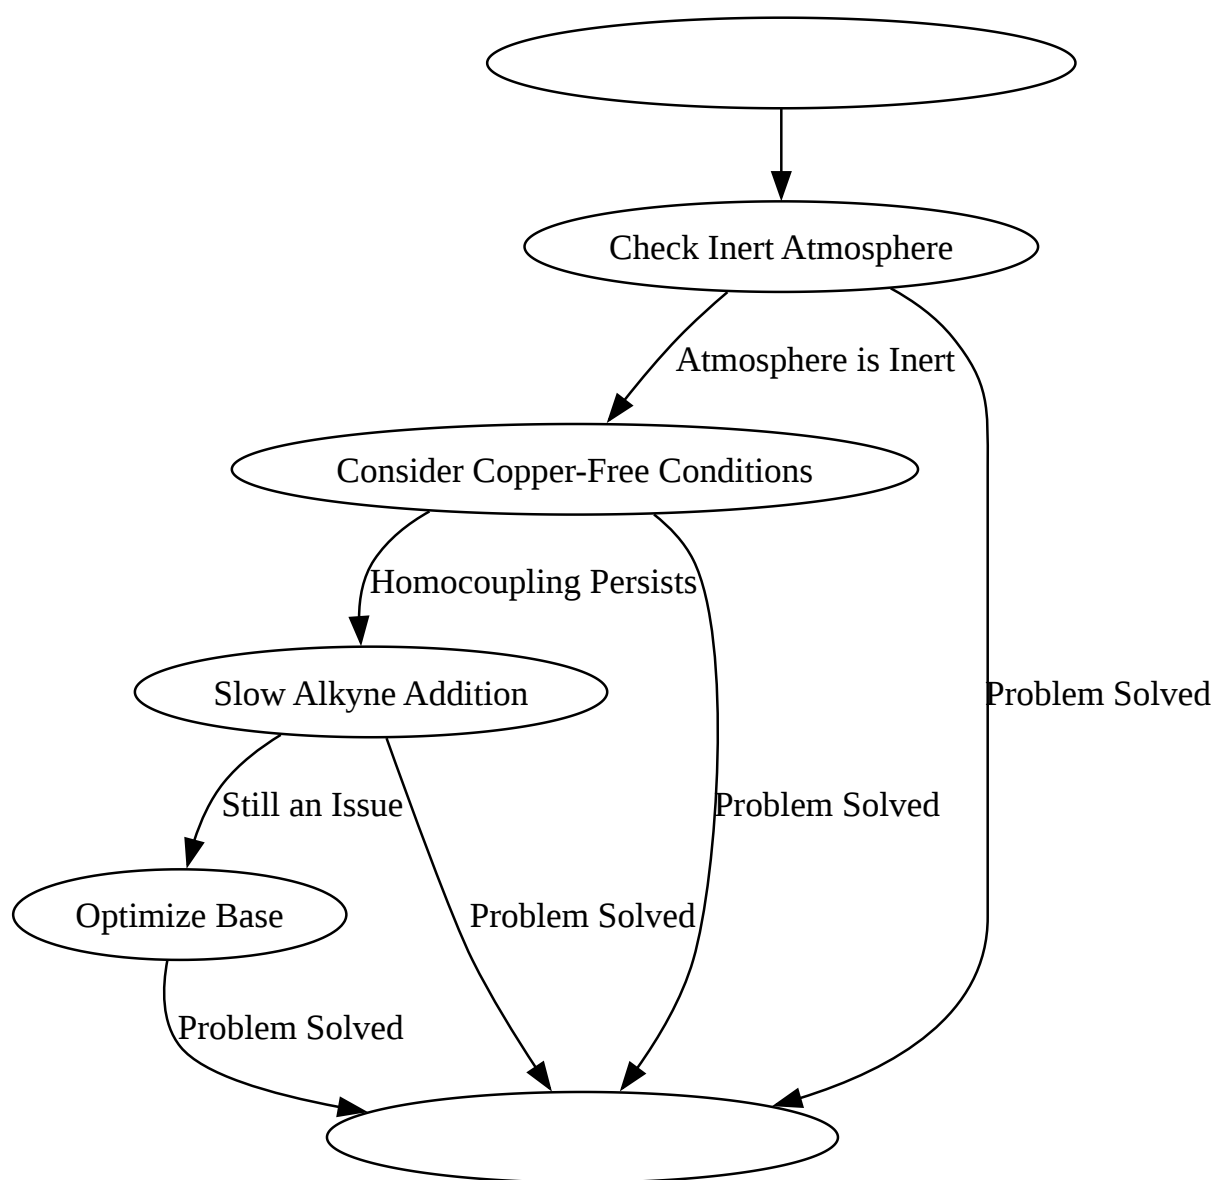 Check Inert Atmosphere
Atmosphere is Inert
Consider Copper-Free Conditions
Homocoupling Persists
Slow Alkyne Addition
Problem Solved
Still an Issue
Problem Solved
Optimize Base
Problem Solved
Problem Solved